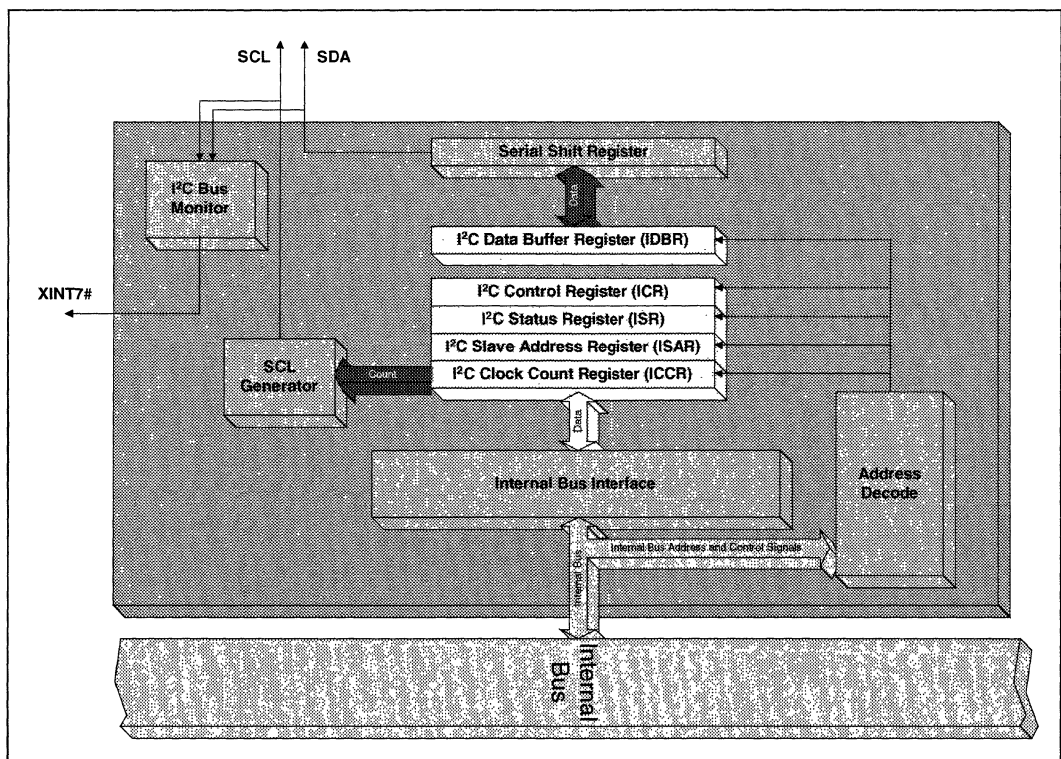 SCL SDA
Serial Shift Register
I²C Bus
Monitor
Data
I²C Data Buffer Register (IDBR)
XINT7#
I²C Control Register (ICR)
I²C Status Register (ISR)
I²C Slave Address Register (ISAR)
I²C Clock Count Register (ICCR)
SCL
Generator
Count
Data
Internal Bus Interface
Address
Decode
Internal Bus Address and Control Signals
Internal Bus
Internal
Bus